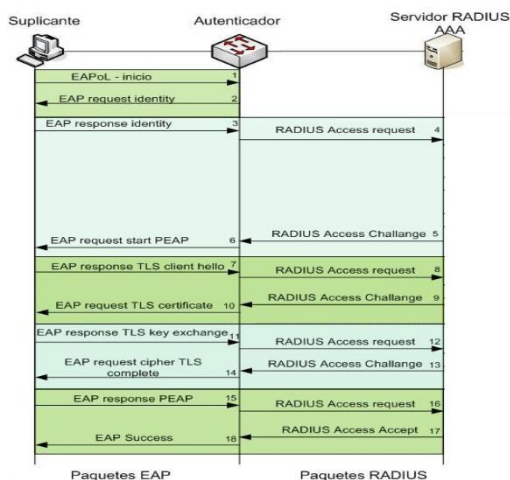 Suplicante
Autenticador
Servidor RADIUS
AAA
EAPoL - inicio 1
EAP request identity 2
EAP response identity 3
RADIUS Access request 4
RADIUS Access Challange 5
EAP request start PEAP 6
EAP response TLS client hello 7
RADIUS Access request 8
RADIUS Access Challange 9
EAP request TLS certificate 10
EAP response TLS key exchange 11
RADIUS Access request 12
RADIUS Access Challange 13
EAP request cipher TLS
complete 14
EAP response PEAP 15
RADIUS Access request 16
RADIUS Access Accept 17
EAP Success 18
Paquetes EAP
Paquetes RADIUS